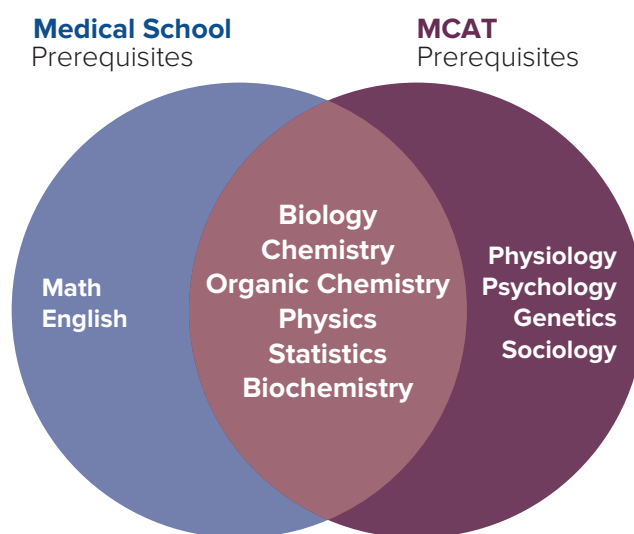 Medical School
Prerequisites
MCAT
Prerequisites
Math
English
Biology
Chemistry
Organic Chemistry
Physics
Statistics
Biochemistry
Physiology
Psychology
Genetics
Sociology